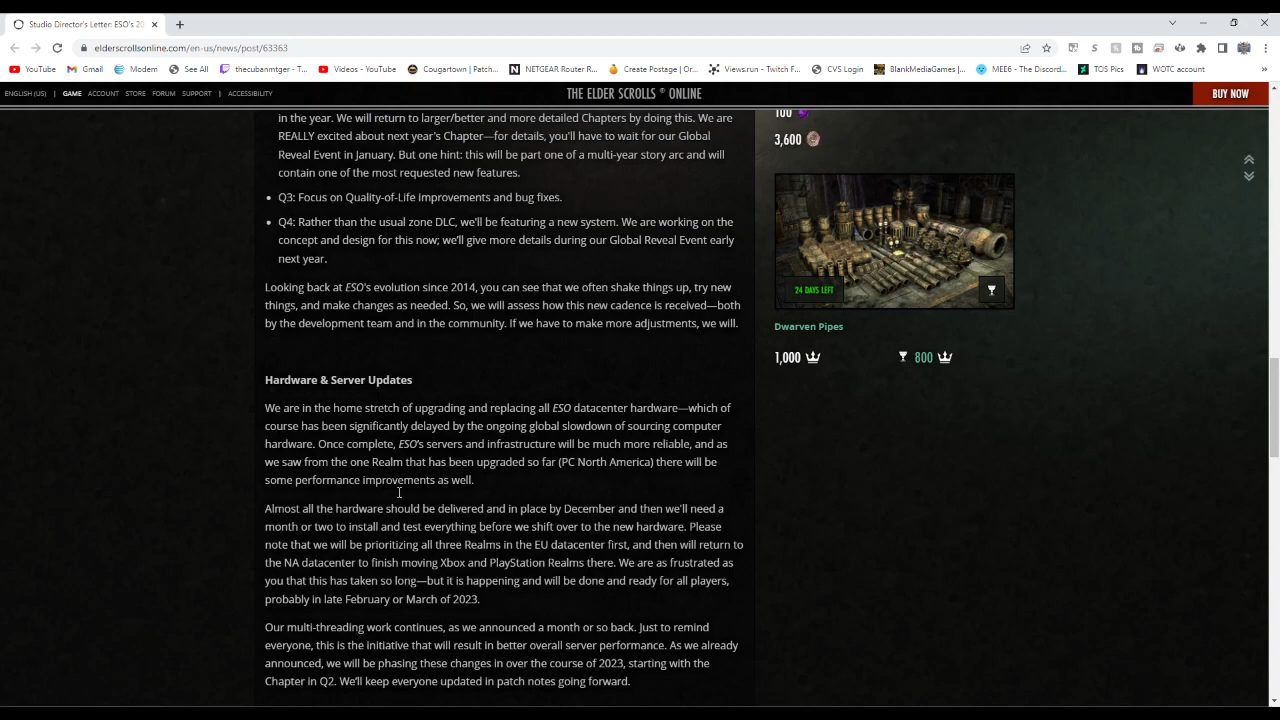 Studio Director's Letter: ESO's 20
elderscrollsonline.com/en-us/news/post/63363
YouTube
Gmail
Modem
See All
thecubanmtger - T...
Videos - YouTube
Cougartown | Patch...
NETGEAR Router R...
Create Postage | Or...
Views.run - Twitch F...
CVS Login
BlankMediaGames |...
MEE6 - The Discord...
TOS Pics
WOTC account
»
ENGLISH (US) | GAME ACCOUNT STORE FORUM SUPPORT | ACCESSIBILITY
THE ELDER SCROLLS ® ONLINE
BUY NOW
in the year. We will return to larger/better and more detailed Chapters by doing this. We are
REALLY excited about next year's Chapter—for details, you'll have to wait for our Global
Reveal Event in January. But one hint: this will be part one of a multi-year story arc and will
contain one of the most requested new features.
• Q3: Focus on Quality-of-Life improvements and bug fixes.
• Q4: Rather than the usual zone DLC, we'll be featuring a new system. We are working on the
concept and design for this now; we'll give more details during our Global Reveal Event early
next year.
Looking back at ESO's evolution since 2014, you can see that we often shake things up, try new
things, and make changes as needed. So, we will assess how this new cadence is received—both
by the development team and in the community. If we have to make more adjustments, we will.
Hardware & Server Updates
We are in the home stretch of upgrading and replacing all ESO datacenter hardware—which of
course has been significantly delayed by the ongoing global slowdown of sourcing computer
hardware. Once complete, ESO's servers and infrastructure will be much more reliable, and as
we saw from the one Realm that has been upgraded so far (PC North America) there will be
some performance improvements as well.
Almost all the hardware should be delivered and in place by December and then we'll need a
month or two to install and test everything before we shift over to the new hardware. Please
note that we will be prioritizing all three Realms in the EU datacenter first, and then will return to
the NA datacenter to finish moving Xbox and PlayStation Realms there. We are as frustrated as
you that this has taken so long—but it is happening and will be done and ready for all players,
probably in late February or March of 2023.
Our multi-threading work continues, as we announced a month or so back. Just to remind
everyone, this is the initiative that will result in better overall server performance. As we already
announced, we will be phasing these changes in over the course of 2023, starting with the
Chapter in Q2. We'll keep everyone updated in patch notes going forward.
100
3,600
24 DAYS LEFT
Dwarven Pipes
1,000
800